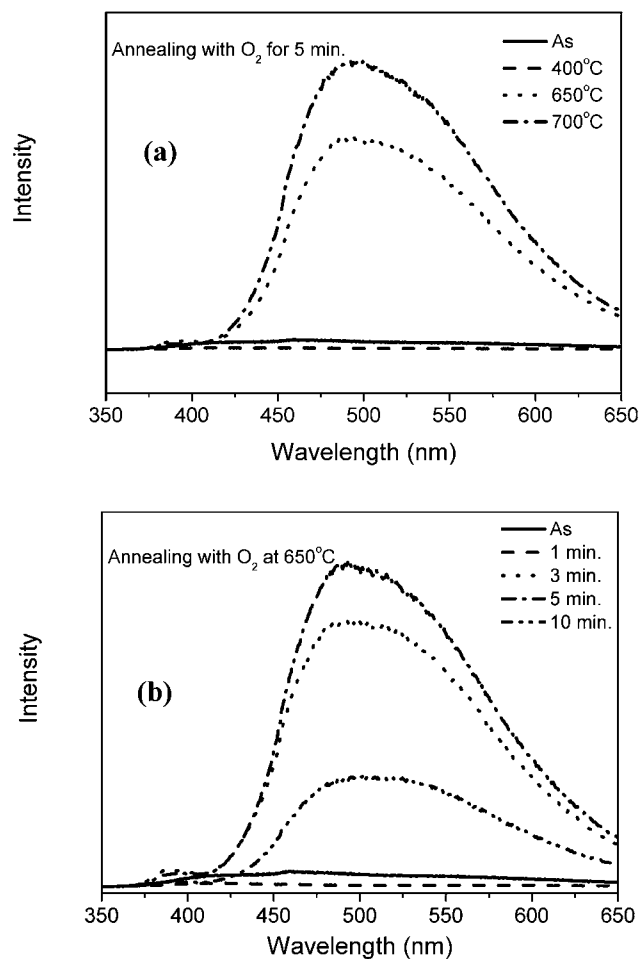 Annealing with O₂ for 5 min.
As
400°C
650°C
700°C
(a)
Intensity
350 400 450 500 550 600 650
Wavelength (nm)
Annealing with O₂ at 650°C
As
1 min.
3 min.
5 min.
10 min.
(b)
Intensity
350 400 450 500 550 600 650
Wavelength (nm)